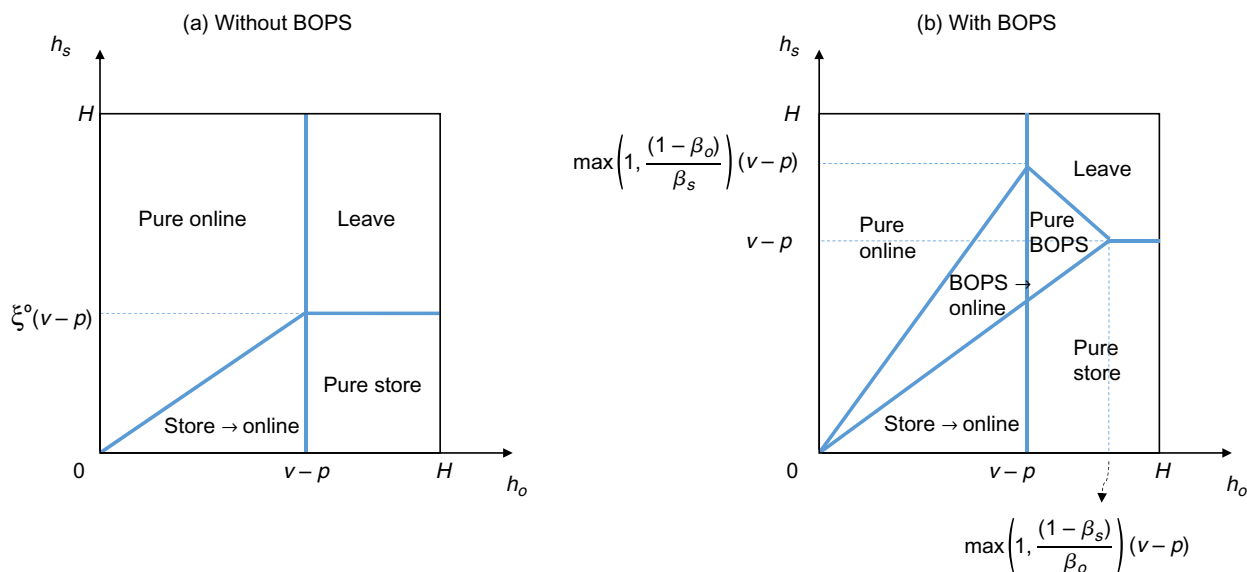 (a) Without BOPS
h_s
H
Pure online
Leave
ξ°(v – p)
Pure store
Store → online
0
v – p
H
h_o
(b) With BOPS
h_s
H
max(1, (1 – β_o)/β_s)(v – p)
Leave
Pure
online
v – p
Pure
BOPS
BOPS →
online
Pure
store
Store → online
0
v – p
H
h_o
max(1, (1 – β_s)/β_o)(v – p)